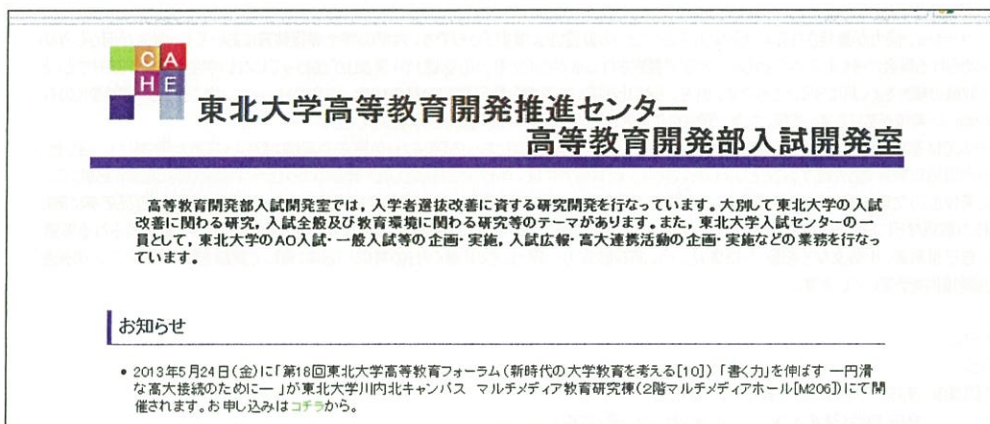 CA
HE
東北大学高等教育開発推進センター
高等教育開発部入試開発室
高等教育開発部入試開発室では，入学者選抜改善に資する研究開発を行なっています。大別して東北大学の入試
改善に関わる研究，入試全般及び教育環境に関わる研究等のテーマがあります。また，東北大学入試センターの一
員として，東北大学のAO入試・一般入試等の企画・実施，入試広報・高大連携活動の企画・実施などの業務を行なっ
ています。
お知らせ
• 2013年5月24日(金)に「第18回東北大学高等教育フォーラム(新時代の大学教育を考える[10]) 「書く力」を伸ばす ―円滑
な高大接続のために― 」が東北大学川内北キャンパス マルチメディア教育研究棟(2階マルチメディアホール[M206])にて開
催されます。お申し込みはコチラから。